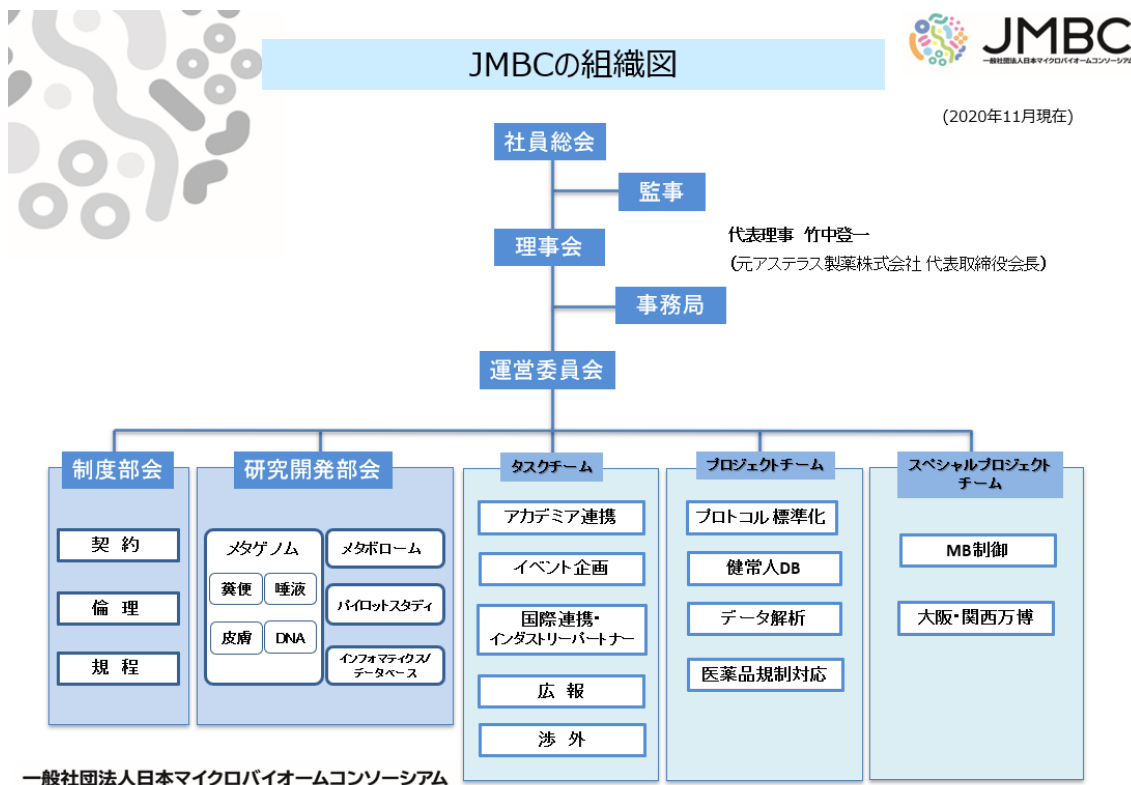 JMBCの組織図
JMBC
一般社団法人日本マイクロバイオームコンソーシアム
(2020年11月現在)
社員総会
監事
理事会
代表理事 竹中登一
(元アステラス製薬株式会社 代表取締役会長)
事務局
運営委員会
制度部会
契 約
倫 理
規 程
研究開発部会
メタゲノム
糞便
唾液
皮膚
DNA
メタボローム
パイロットスタディ
インフォマティクス/
データベース
タスクチーム
アカデミア連携
イベント企画
国際連携・
インダストリーパートナー
広 報
渉 外
プロジェクトチーム
プロトコル標準化
健常人DB
データ解析
医薬品規制対応
スペシャルプロジェクト
チーム
MB制御
大阪・関西万博
一般社団法人日本マイクロバイオームコンソーシアム